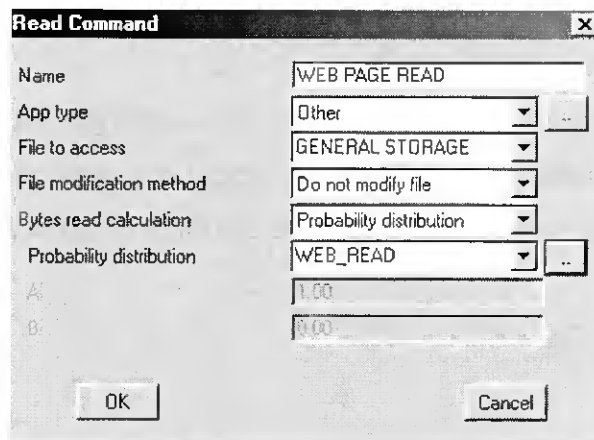 Read Command
Name WEB PAGE READ
App type Other ..
File to access GENERAL STORAGE
File modification method Do not modify file
Bytes read calculation Probability distribution
Probability distribution WEB_READ ..
A: 1.00
B: 0.00
OK Cancel